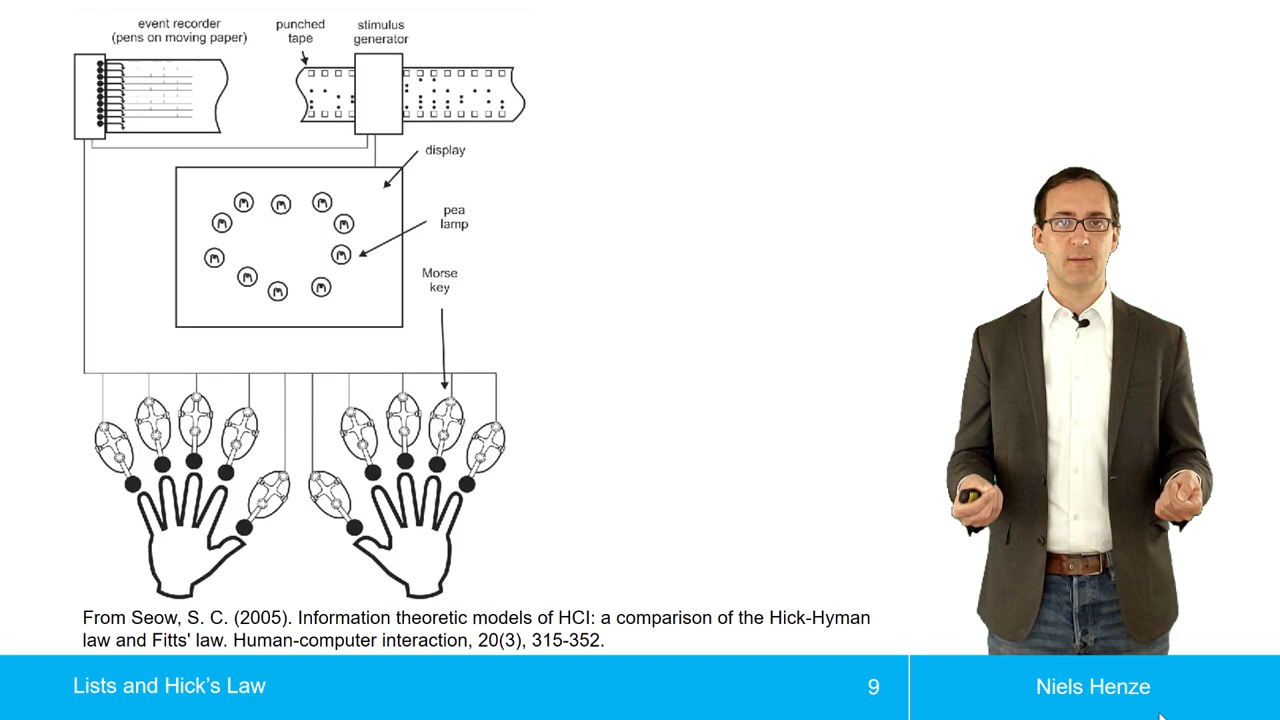 event recorder
(pens on moving paper)
punched
tape
stimulus
generator
display
pea
lamp
Morse
key
From Seow, S. C. (2005). Information theoretic models of HCI: a comparison of the Hick-Hyman
law and Fitts' law. Human-computer interaction, 20(3), 315-352.
Lists and Hick's Law
9
Niels Henze